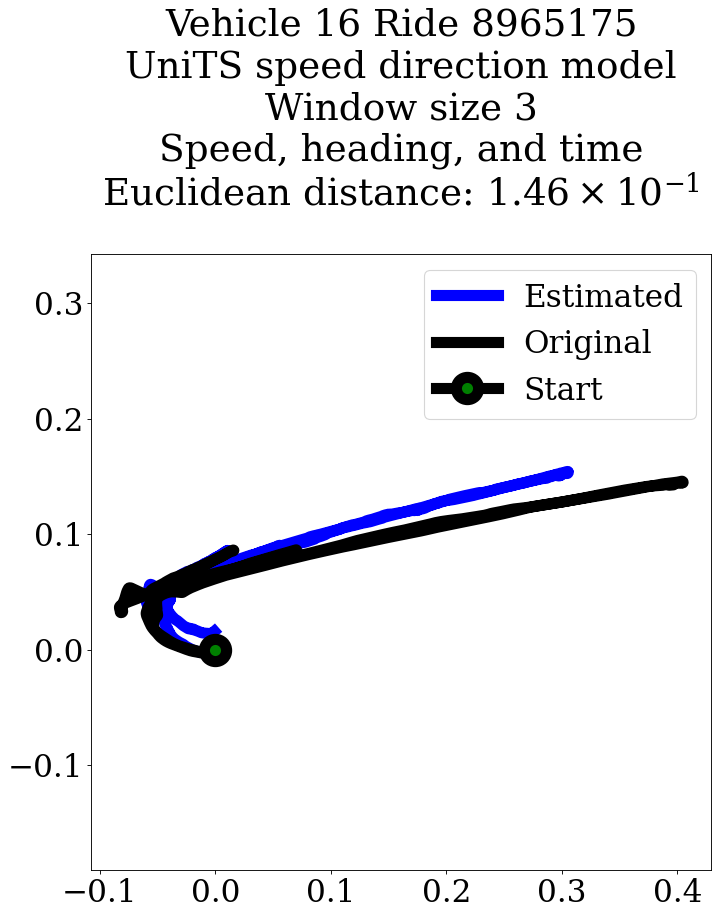 Vehicle 16 Ride 8965175
UniTS speed direction model
Window size 3
Speed, heading, and time
Euclidean distance: 1.46 × 10⁻¹
Estimated
Original
Start
0.3
0.2
0.1
0.0
−0.1
−0.1 0.0 0.1 0.2 0.3 0.4